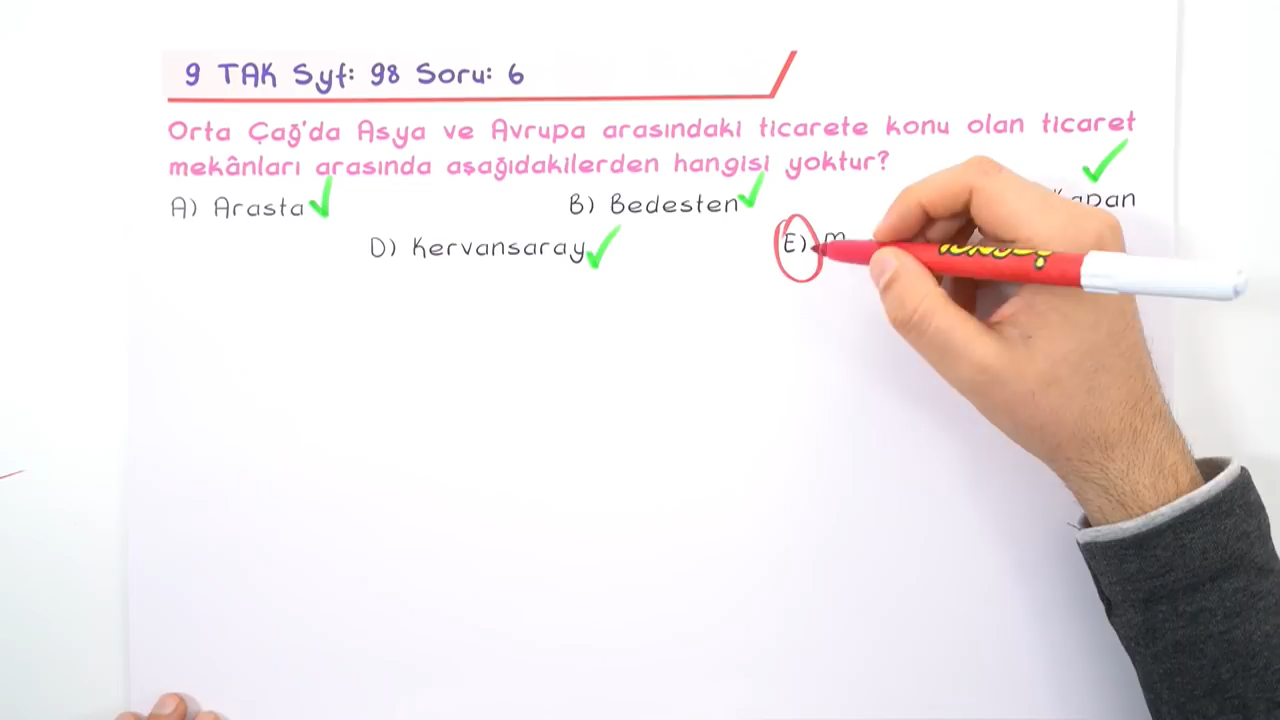 9 TAK Syf: 98 Soru: 6
Orta Çağ'da Asya ve Avrupa arasındaki ticarete konu olan ticaret
mekânları arasında aşağıdakilerden hangisi yoktur?
A) Arasta B) Bedesten Kapan
D) Kervansaray E)